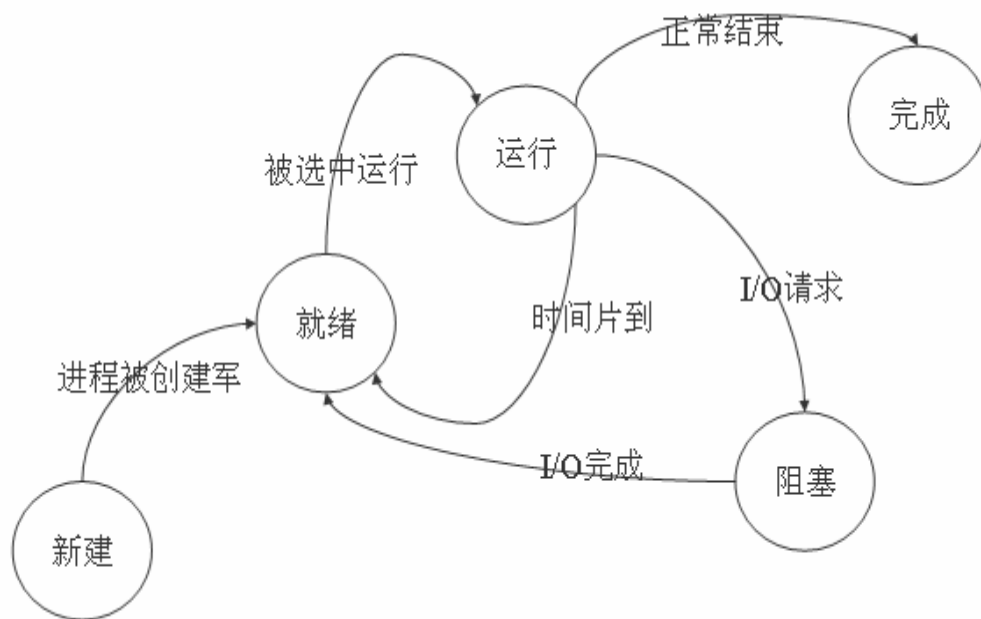 正常结束
完成
运行
被选中运行
I/O请求
时间片到
就绪
进程被创建军
I/O完成
阻塞
新建